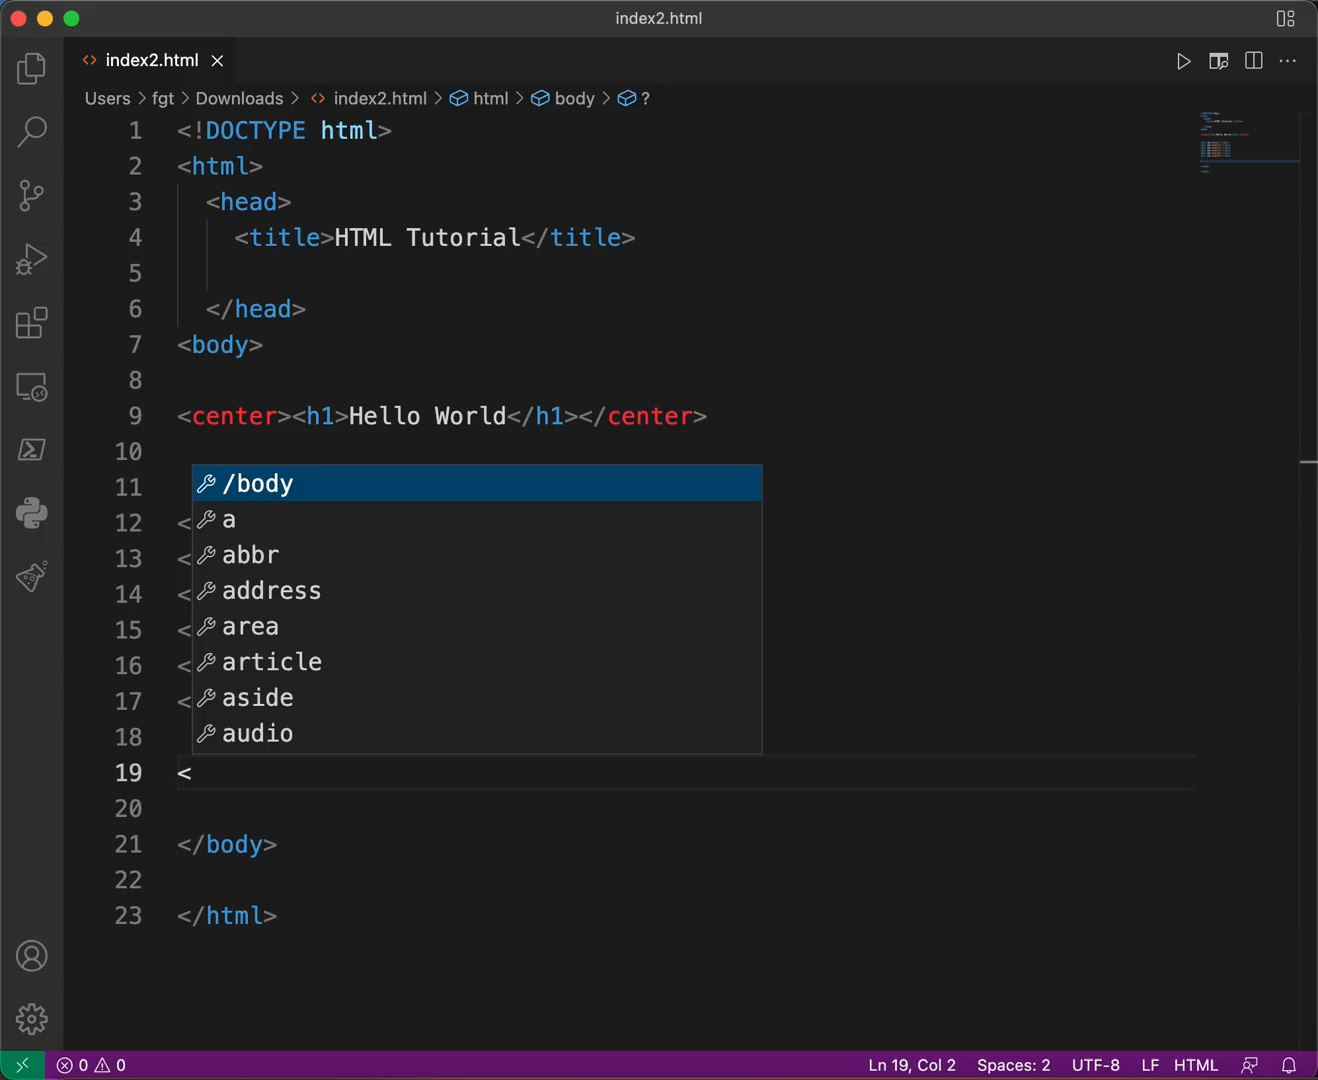 index2.html
index2.html
Users > fgt > Downloads > <> index2.html > html > body > ?
1 <!DOCTYPE html>
2 <html>
3 <head>
4 <title>HTML Tutorial</title>
5
6 </head>
7 <body>
8
9 <center><h1>Hello World</h1></center>
10
11 /body
12 < a
13 < abbr
14 < address
15 < area
16 < article
17 < aside
18 audio
19 <
20
21 </body>
22
23 </html>
0 0 Ln 19, Col 2 Spaces: 2 UTF-8 LF HTML